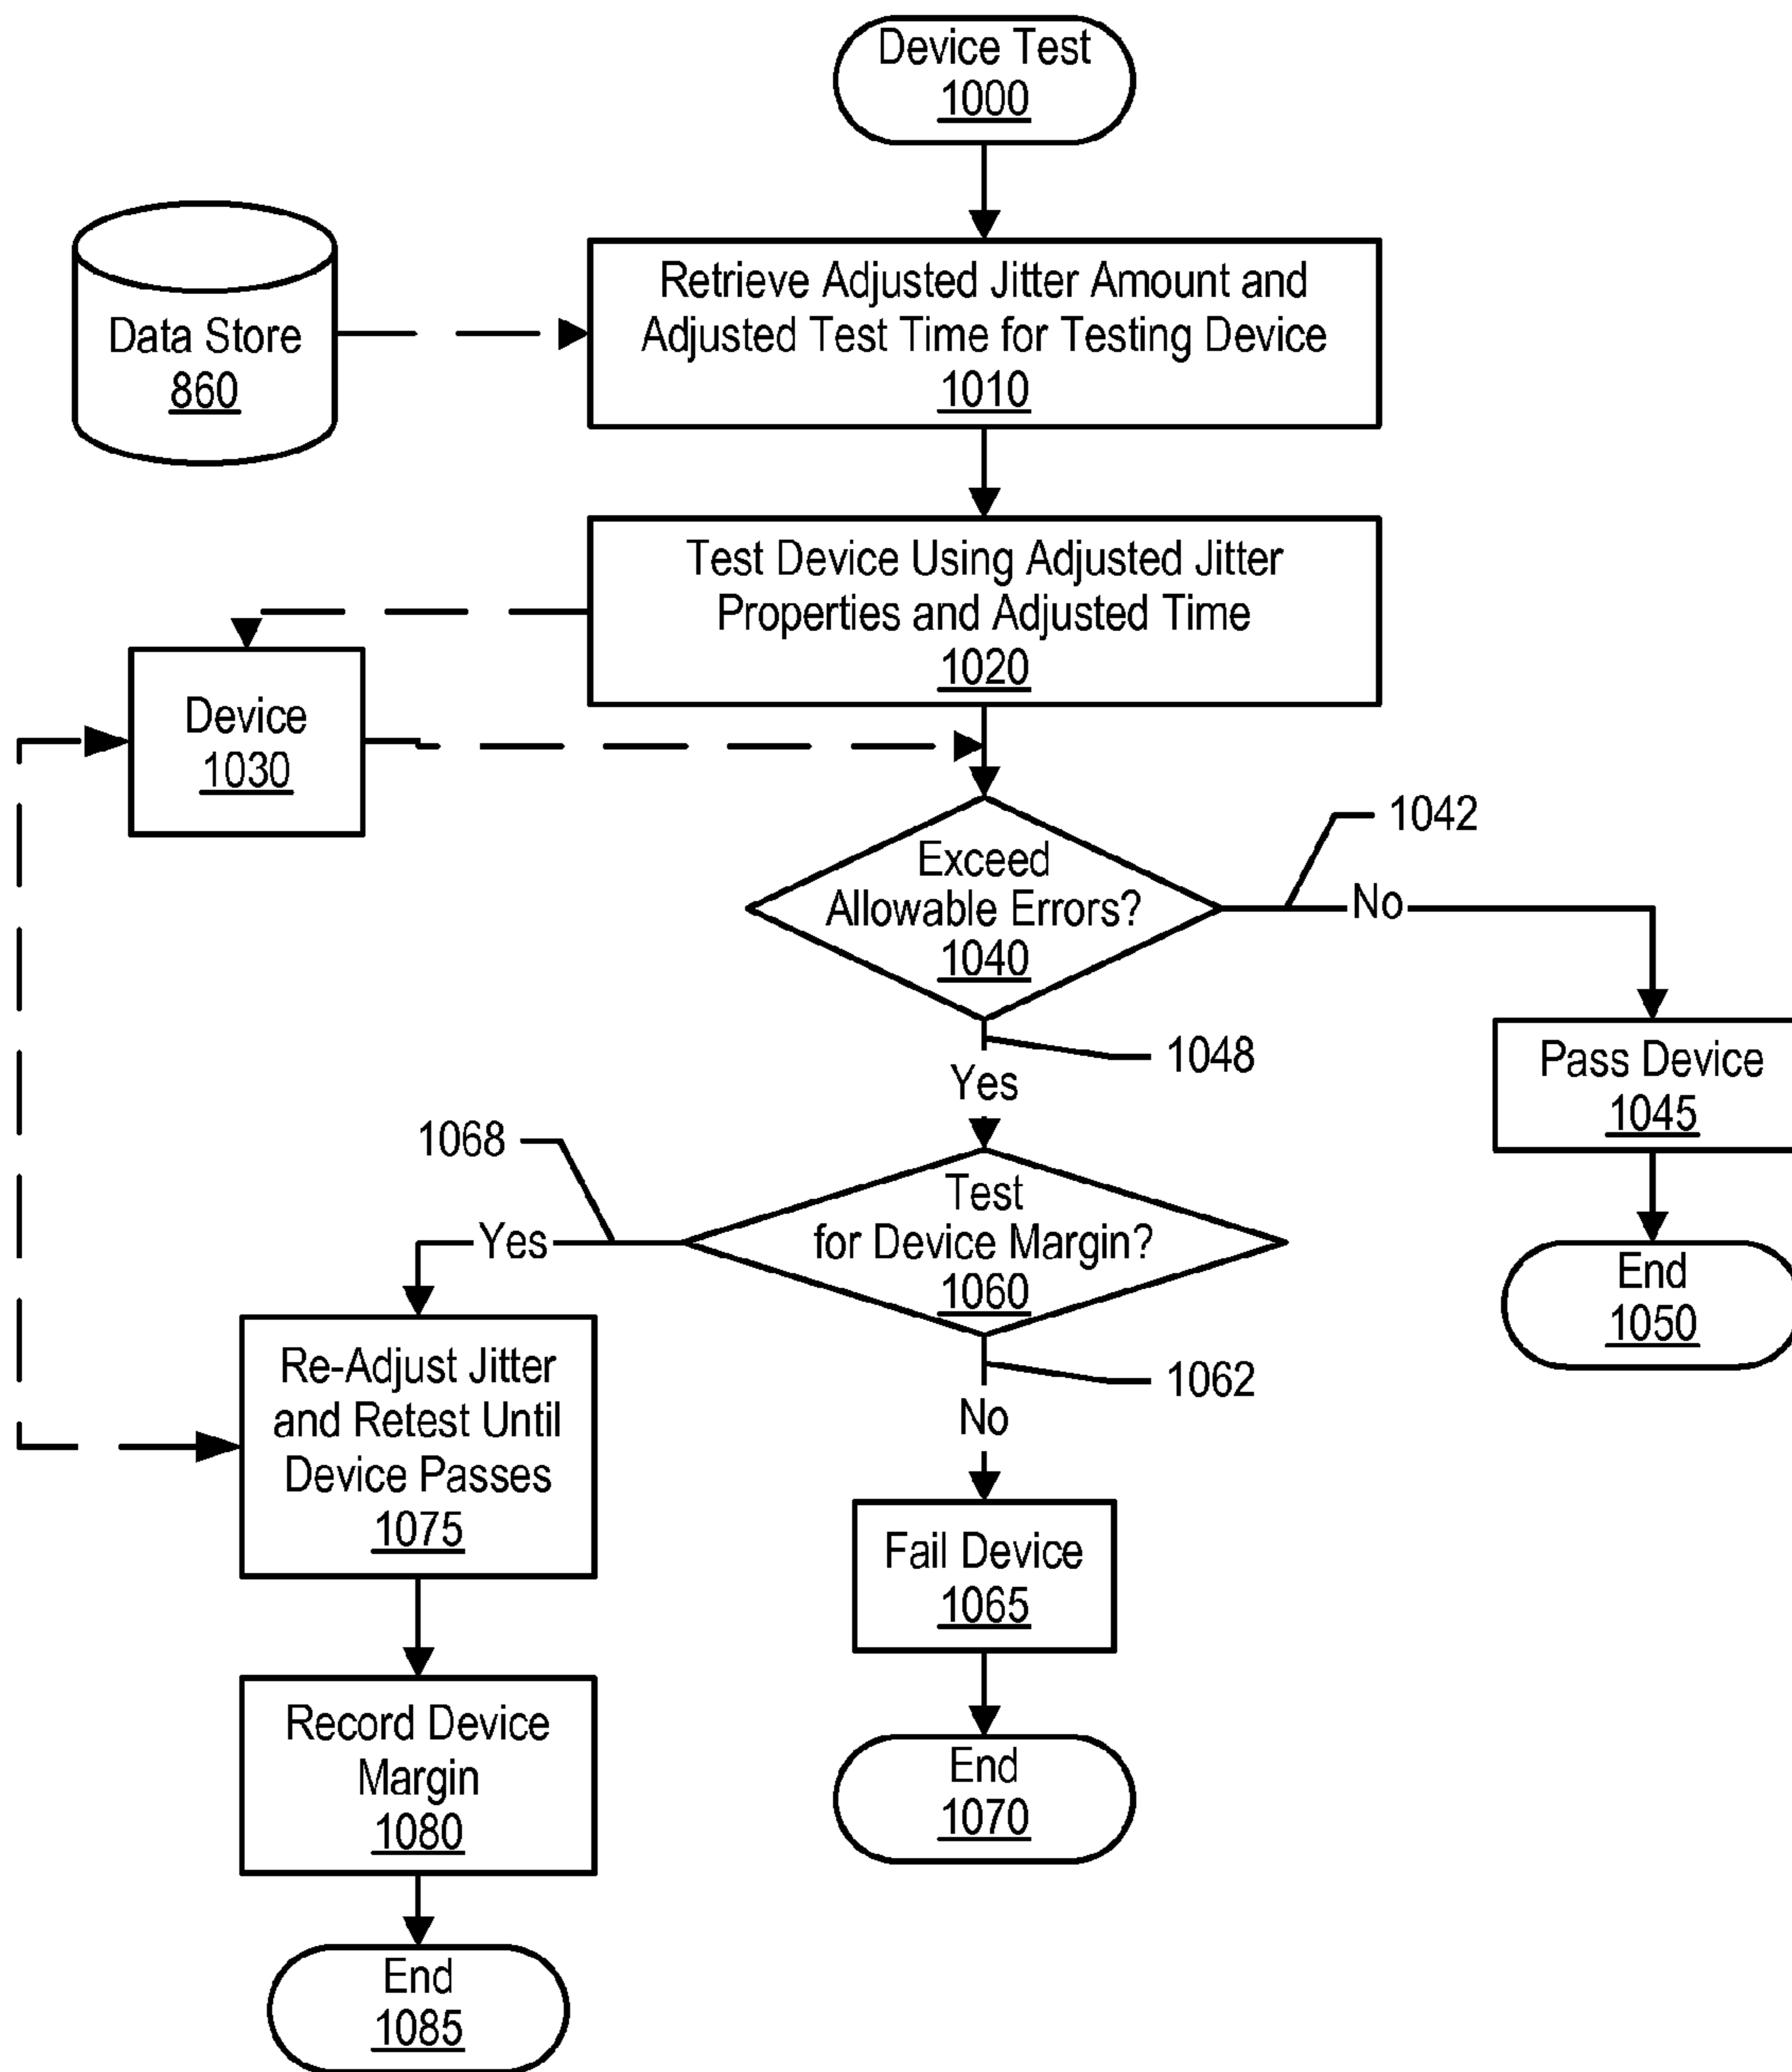 Device Test
1000
Data Store
860
Retrieve Adjusted Jitter Amount and
Adjusted Test Time for Testing Device
1010
Test Device Using Adjusted Jitter
Properties and Adjusted Time
1020
Device
1030
Exceed
Allowable Errors?
1040
1042
No
Pass Device
1045
End
1050
1048
Yes
Test
for Device Margin?
1060
1068
Yes
Re-Adjust Jitter
and Retest Until
Device Passes
1075
1062
No
Fail Device
1065
End
1070
Record Device
Margin
1080
End
1085